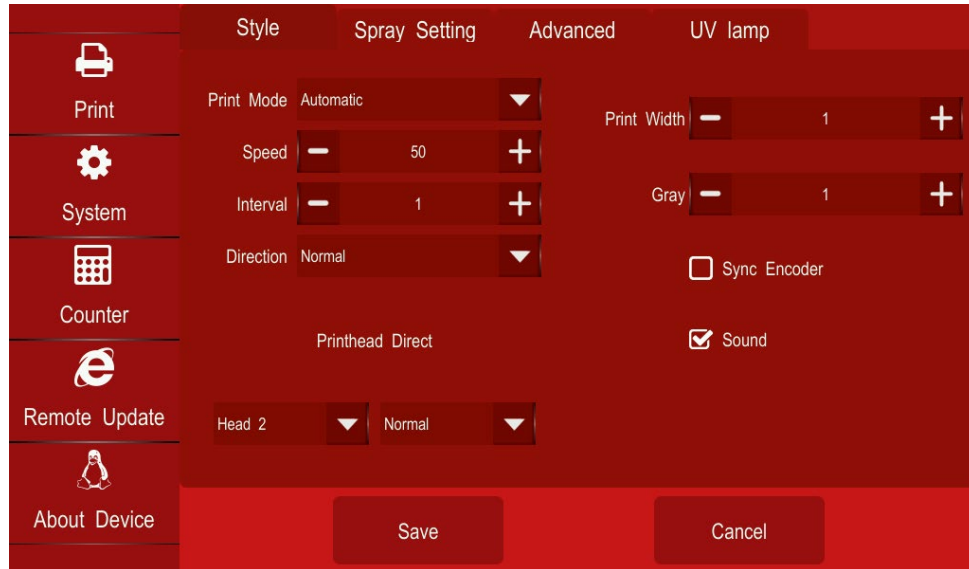 Style Spray Setting Advanced UV lamp
Print
System
Counter
Remote Update
About Device
Print Mode Automatic
Speed 50
Interval 1
Direction Normal
Printhead Direct
Head 2 Normal
Print Width 1
Gray 1
Sync Encoder
Sound
Save Cancel